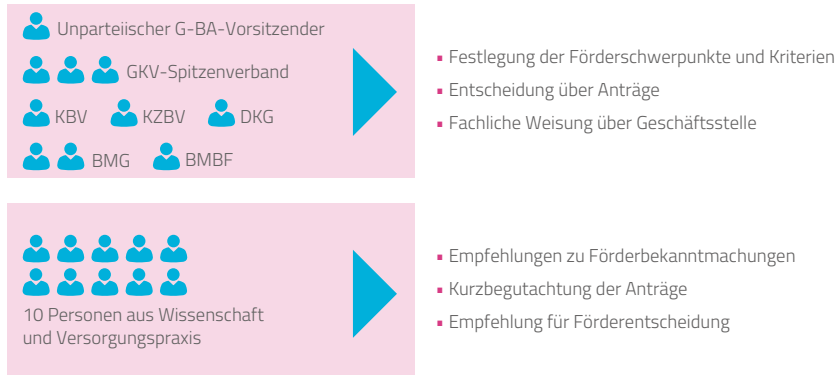 Unparteiischer G-BA-Vorsitzender
GKV-Spitzenverband
KBV KZBV DKG
BMG BMBF
▪ Festlegung der Förderschwerpunkte und Kriterien
▪ Entscheidung über Anträge
▪ Fachliche Weisung über Geschäftsstelle
10 Personen aus Wissenschaft
und Versorgungspraxis
▪ Empfehlungen zu Förderbekanntmachungen
▪ Kurzbegutachtung der Anträge
▪ Empfehlung für Förderentscheidung